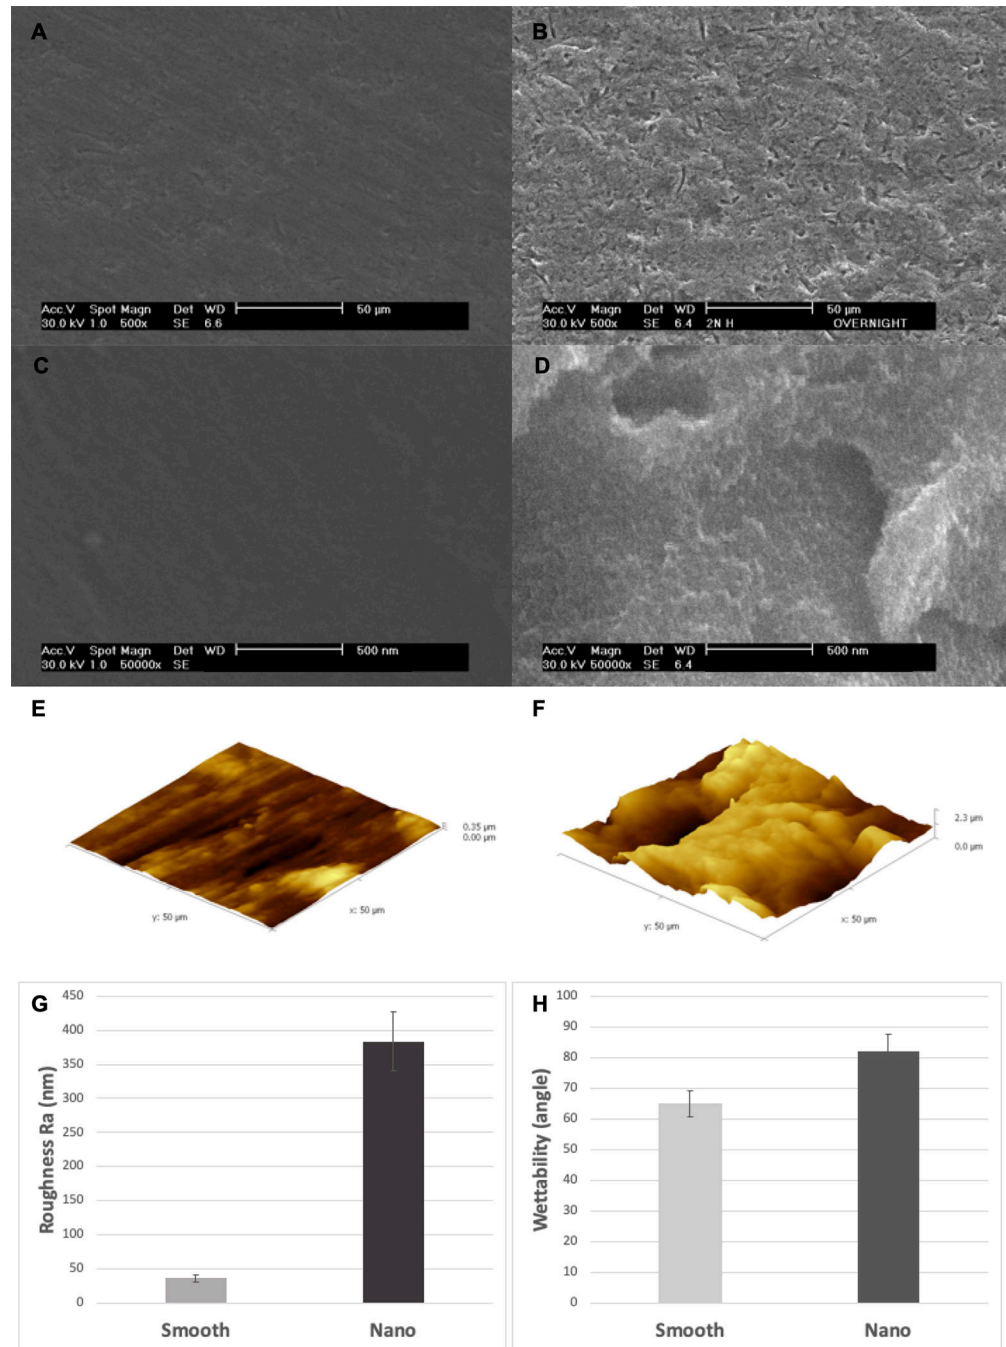 A
Acc.V Spot Magn Det WD 50 µm
30.0 kV 1.0 500x SE 6.6
B
Acc.V Magn Det WD 50 µm
30.0 kV 500x SE 6.4 2N H OVERNIGHT
C
Acc.V Spot Magn Det WD 500 nm
30.0 kV 1.0 50000x SE
D
Acc.V Magn Det WD 500 nm
30.0 kV 50000x SE 6.4
E
0.35 µm
0.00 µm
y: 50 µm
x: 50 µm
F
2.3 µm
0.0 µm
y: 50 µm
x: 50 µm
G
Roughness Ra (nm)
450
400
350
300
250
200
150
100
50
0
Smooth
Nano
H
Wettability (angle)
100
90
80
70
60
50
40
30
20
10
0
Smooth
Nano